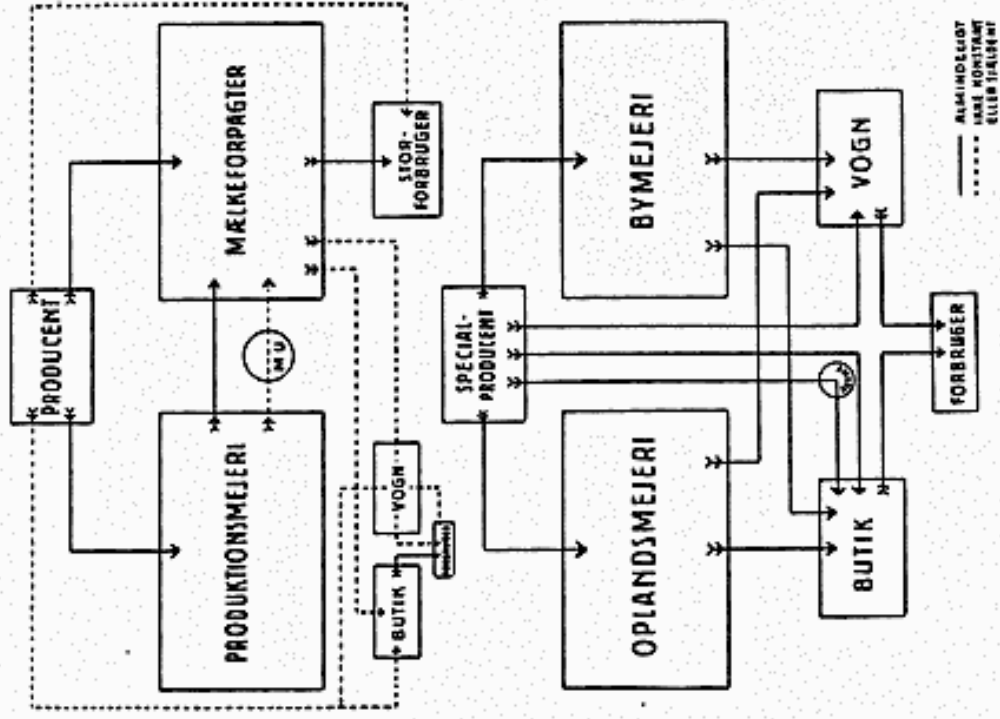 PRODUCENT
PRODUKTIONSMEJERI
MÆLKEFORPAGTER
MU
BUTIK
VOGN
STOR-
FORBRUGER
SPECIAL-
PRODUCENT
OPLANDSMEJERI
BYMEJERI
BUTIK
VOGN
FORBRUGER
ALMINDELIGT
IKKE KONSTANT
ELLER SJÆLDENT